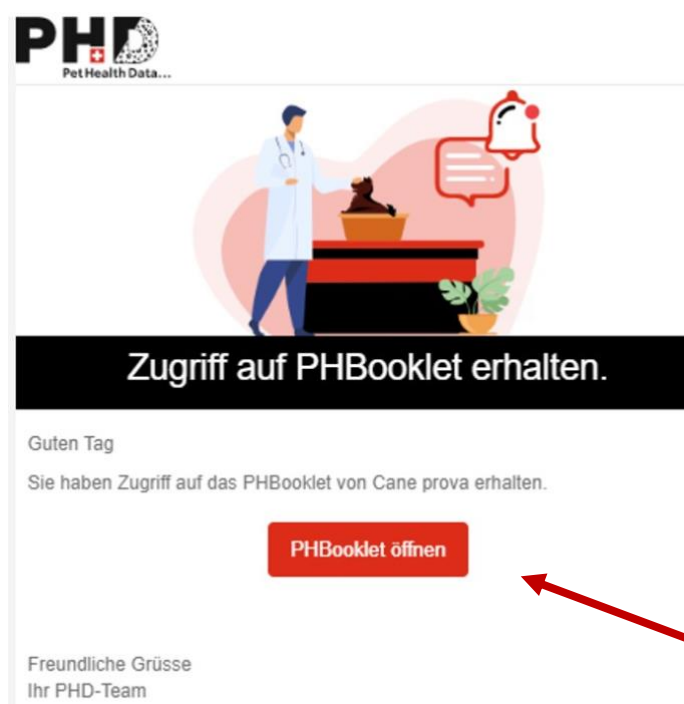 PHD
Pet Health Data...
Zugriff auf PHBooklet erhalten.
Guten Tag
Sie haben Zugriff auf das PHBooklet von Cane prova erhalten.
PHBooklet öffnen
Freundliche Grüsse
Ihr PHD-Team